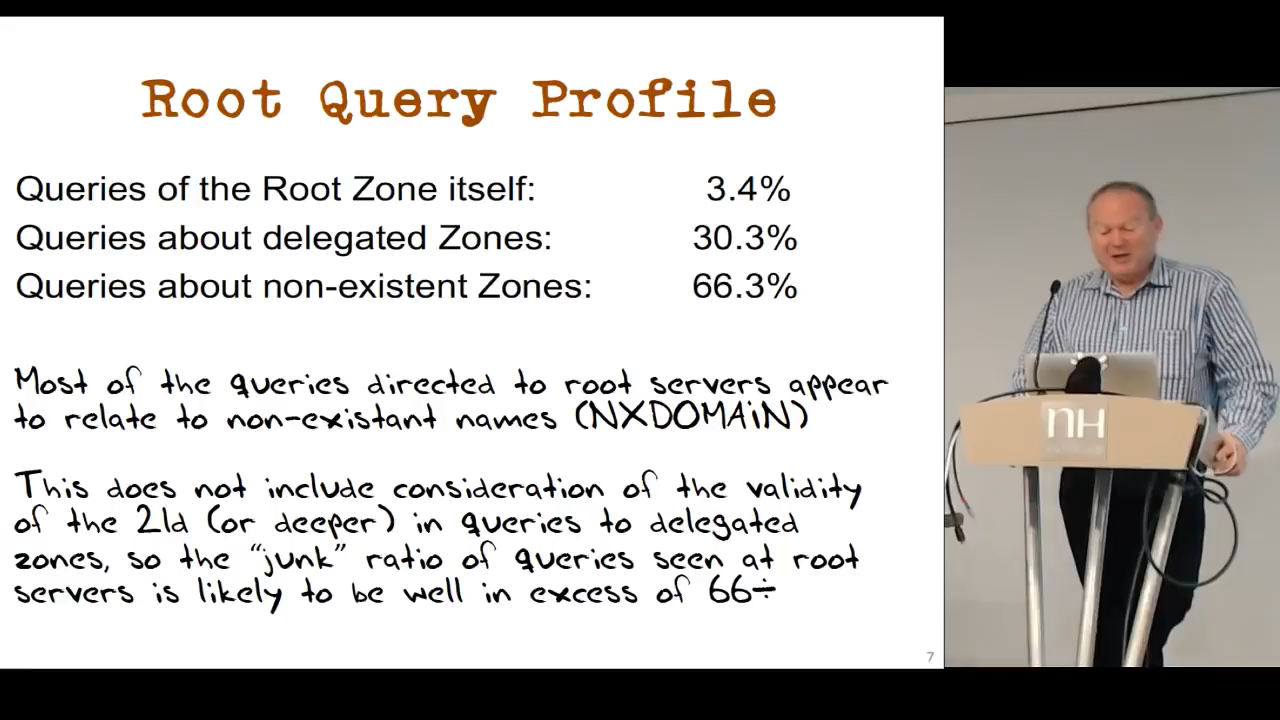 Root Query Profile
Queries of the Root Zone itself: 3.4%
Queries about delegated Zones: 30.3%
Queries about non-existent Zones: 66.3%
Most of the queries directed to root servers appear
to relate to non-existant names (NXDOMAiN)
This does not include consideration of the validity
of the 2ld (or deeper) in queries to delegated
zones, so the “junk” ratio of queries seen at root
servers is likely to be well in excess of 66÷
7
NH